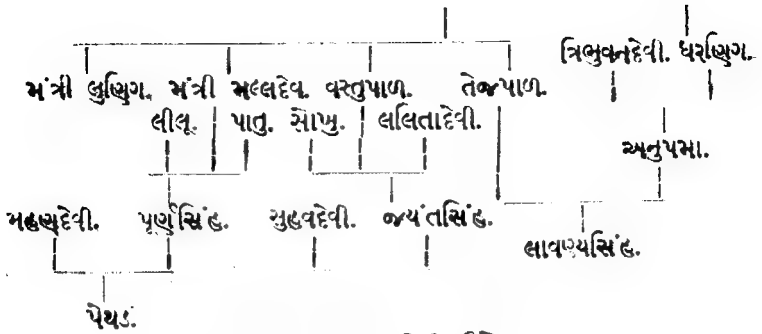 ત્રિભુવનદેવી. ધરણિગ.
મંત્રી લુણિગ. મંત્રી મલ્લદેવ. વસ્તુપાળ. તેજપાળ.
લીલૂ. પાતુ. સોખુ. લલિતાદેવી.
અનુપમા.
મહણદેવી. પૂર્ણસિંહ. સુહવદેવી. જયંતસિંહ.
લાવણ્યસિંહ.
પેથડ.